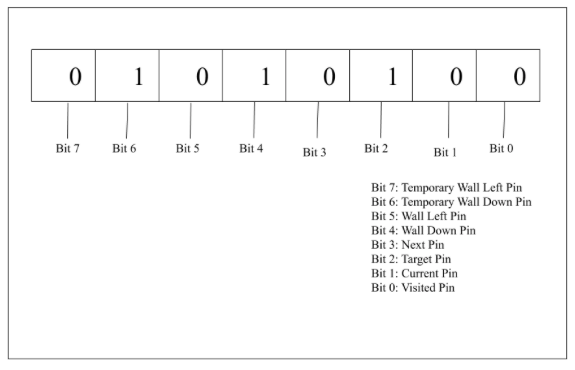 0 1 0 1 0 1 0 0
Bit 7 Bit 6 Bit 5 Bit 4 Bit 3 Bit 2 Bit 1 Bit 0
Bit 7: Temporary Wall Left Pin
Bit 6: Temporary Wall Down Pin
Bit 5: Wall Left Pin
Bit 4: Wall Down Pin
Bit 3: Next Pin
Bit 2: Target Pin
Bit 1: Current Pin
Bit 0: Visited Pin